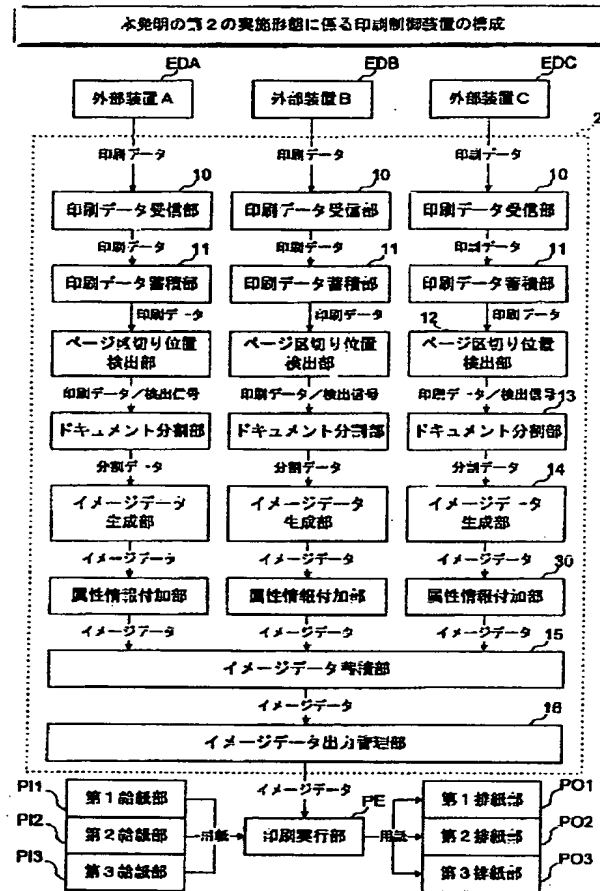 本発明の第2の実施形態に係る印刷制御装置の構成
EDA EDB EDC
外部装置A 外部装置B 外部装置C
2
印刷データ 印刷データ 印刷データ
10 10 10
印刷データ受信部 印刷データ受信部 印刷データ受信部
印刷データ 印刷データ 印刷データ
11 11 11
印刷データ蓄積部 印刷データ蓄積部 印刷データ蓄積部
印刷データ 印刷データ 12 印刷データ
ページ区切り位置 ページ区切り位置 ページ区切り位置
検出部 検出部 検出部
印刷データ/検出信号 印刷データ/検出信号 印刷データ/検出信号 13
ドキュメント分割部 ドキュメント分割部 ドキュメント分割部
分割データ 分割データ 分割データ 14
イメージデータ イメージデータ イメージデータ
生成部 生成部 生成部
イメージデータ イメージデータ イメージデータ 30
属性情報付加部 属性情報付加部 属性情報付加部
イメージデータ イメージデータ イメージデータ 15
イメージデータ蓄積部
イメージデータ 16
イメージデータ出力管理部
イメージデータ
PI1 第1給紙部 PE 第1排紙部 PO1
PI2 第2給紙部 用紙 印刷実行部 用紙 第2排紙部 PO2
PI3 第3給紙部 第3排紙部 PO3